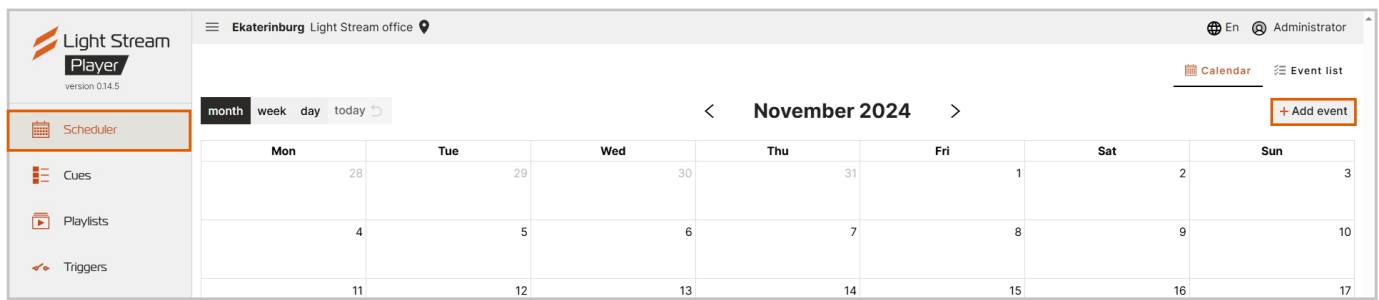 Light Stream
Player
version 0.14.5
Scheduler
Cues
Playlists
Triggers
Ekaterinburg Light Stream office
En Administrator
Calendar Event list
month week day today
< November 2024 >
+ Add event
Mon Tue Wed Thu Fri Sat Sun
28 29 30 31 1 2 3
4 5 6 7 8 9 10
11 12 13 14 15 16 17